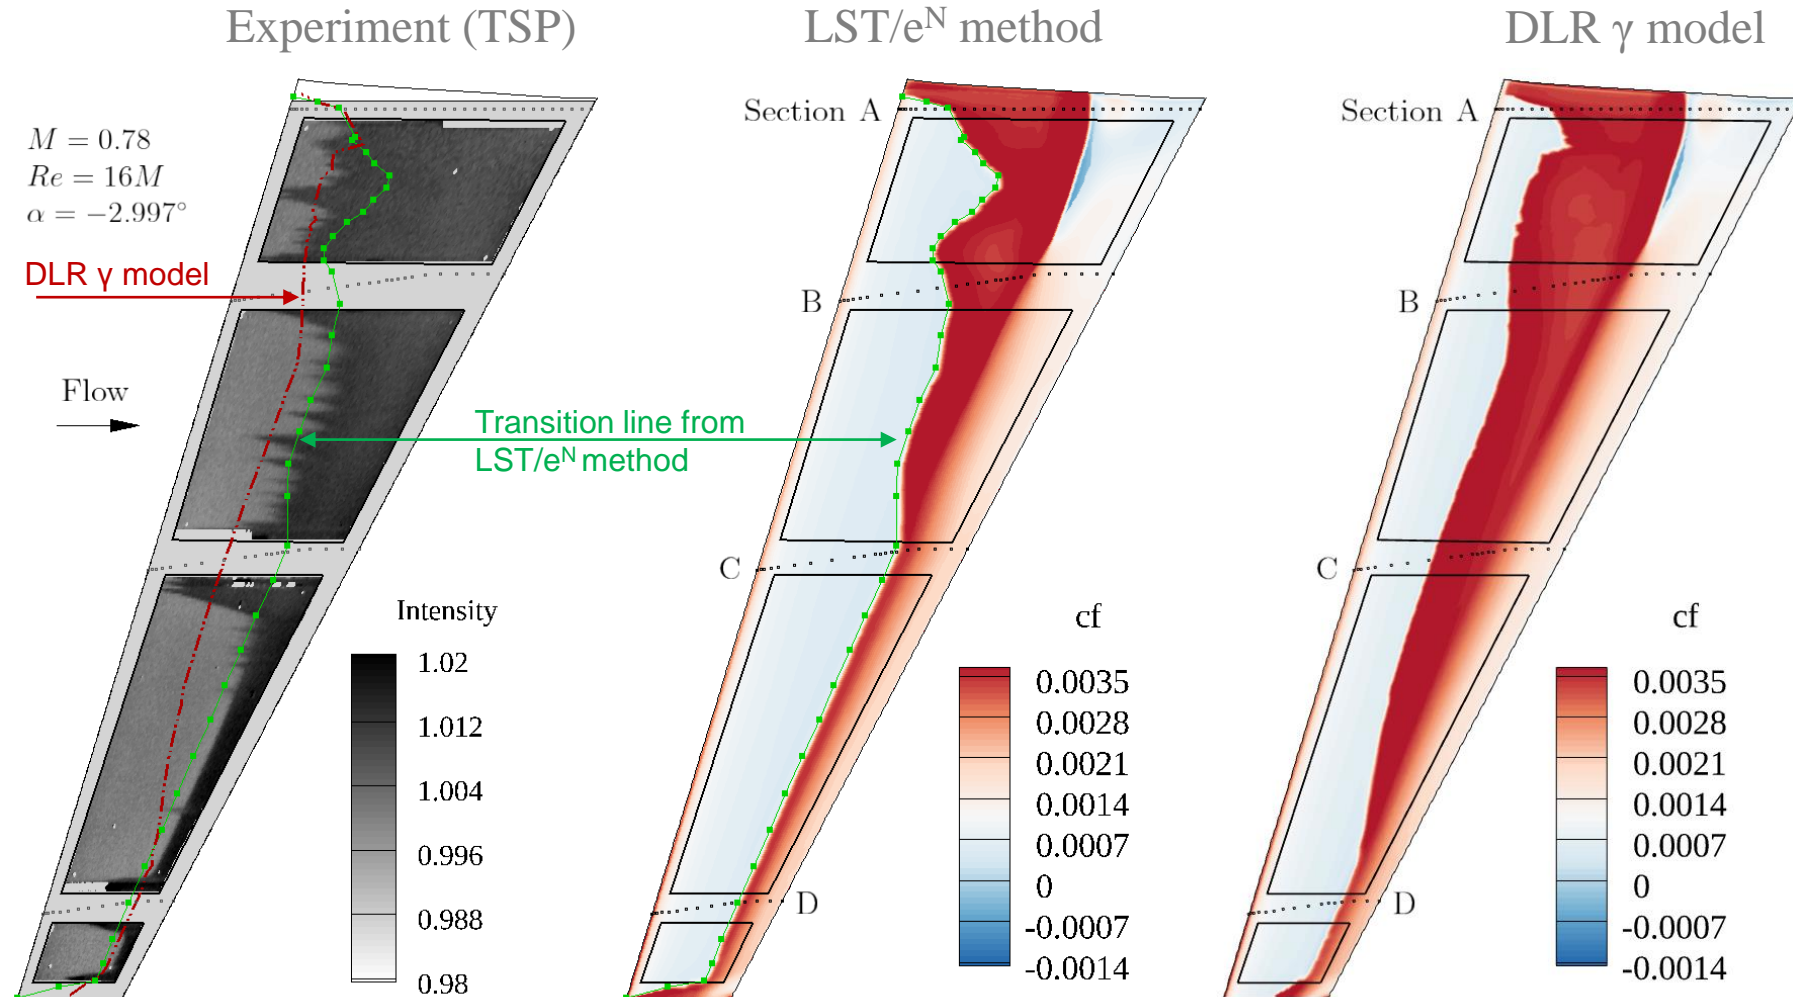 Experiment (TSP)
LST/e^N method
DLR γ model
M = 0.78
Re = 16M
α = −2.997°
DLR γ model
Flow
Transition line from
LST/e^N method
Section A
B
C
D
Section A
B
C
D
Intensity
1.02
1.012
1.004
0.996
0.988
0.98
cf
0.0035
0.0028
0.0021
0.0014
0.0007
0
-0.0007
-0.0014
cf
0.0035
0.0028
0.0021
0.0014
0.0007
0
-0.0007
-0.0014